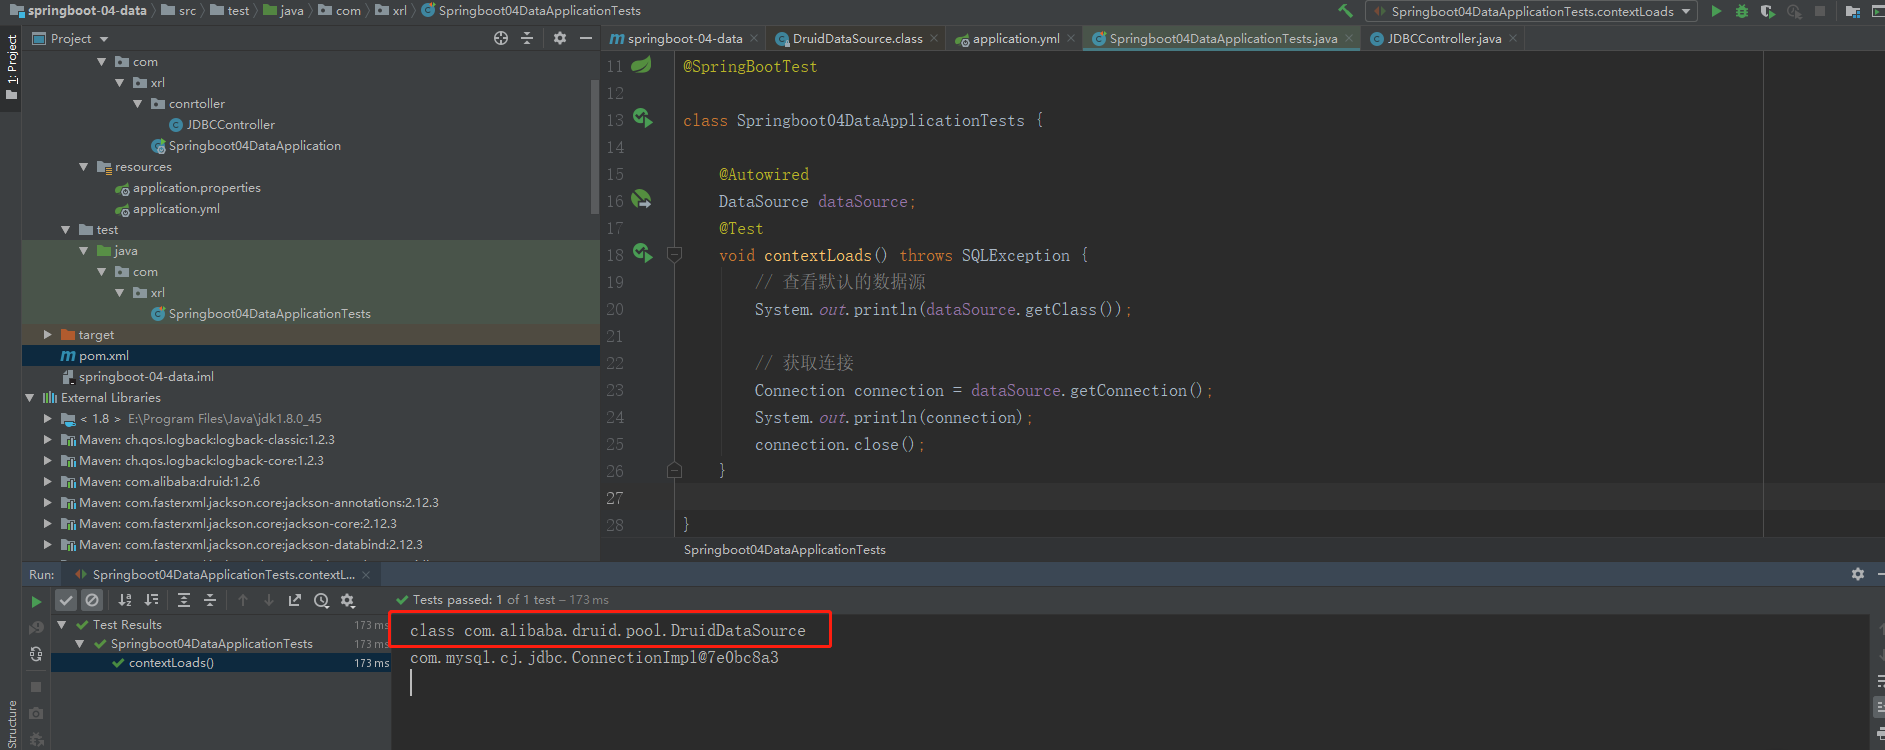 springboot-04-data src test java com xrl Springboot04DataApplicationTests
Springboot04DataApplicationTests.contextLoads
1: Project
Project
springboot-04-data DruidDataSource.class application.yml Springboot04DataApplicationTests.java JDBCController.java
com
xrl
conrtoller
JDBCController
Springboot04DataApplication
resources
application.properties
application.yml
test
java
com
xrl
Springboot04DataApplicationTests
target
pom.xml
springboot-04-data.iml
External Libraries
< 1.8 > E:\Program Files\Java\jdk1.8.0_45
Maven: ch.qos.logback:logback-classic:1.2.3
Maven: ch.qos.logback:logback-core:1.2.3
Maven: com.alibaba:druid:1.2.6
Maven: com.fasterxml.jackson.core:jackson-annotations:2.12.3
Maven: com.fasterxml.jackson.core:jackson-core:2.12.3
Maven: com.fasterxml.jackson.core:jackson-databind:2.12.3
11 @SpringBootTest
12
13 class Springboot04DataApplicationTests {
14
15 @Autowired
16 DataSource dataSource;
17 @Test
18 void contextLoads() throws SQLException {
19 // 查看默认的数据源
20 System.out.println(dataSource.getClass());
21
22 // 获取连接
23 Connection connection = dataSource.getConnection();
24 System.out.println(connection);
25 connection.close();
26 }
27
28 }
Springboot04DataApplicationTests
Run: Springboot04DataApplicationTests.contextL...
Tests passed: 1 of 1 test – 173 ms
Test Results 173 ms
Springboot04DataApplicationTests 173 ms
contextLoads() 173 ms
class com.alibaba.druid.pool.DruidDataSource
com.mysql.cj.jdbc.ConnectionImpl@7e0bc8a3
Structure